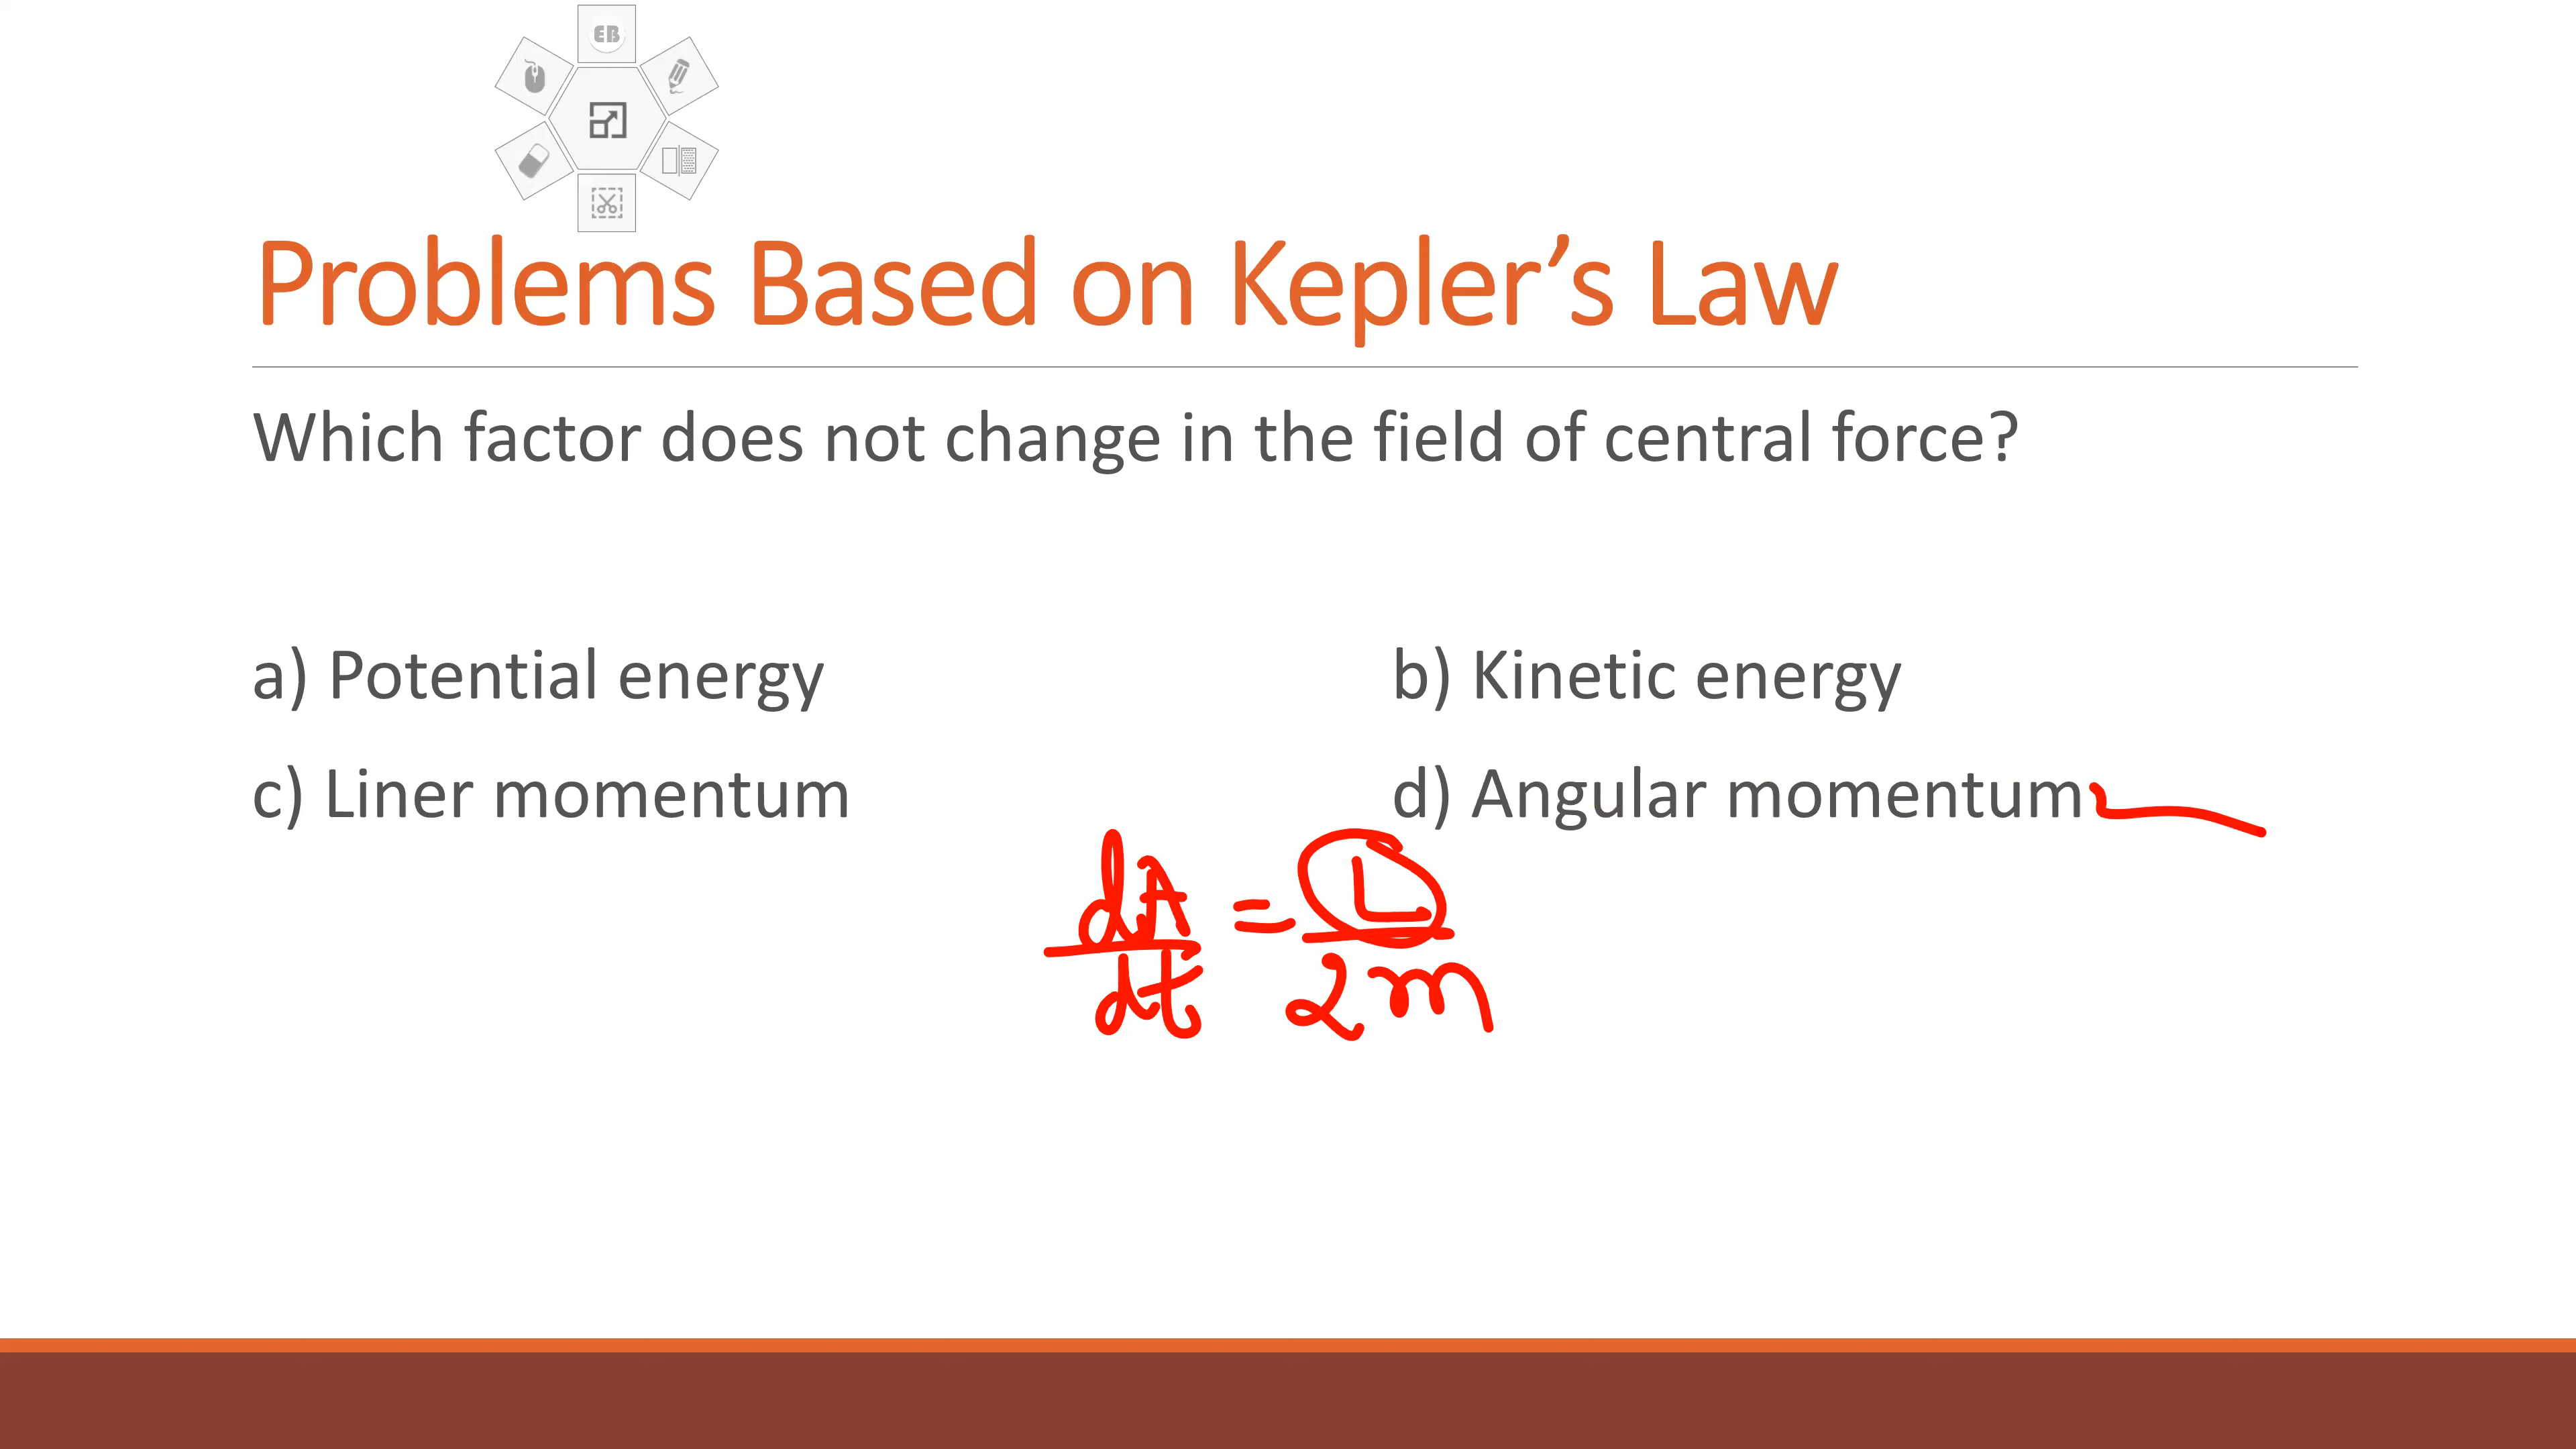 EB
Problems Based on Kepler’s Law
Which factor does not change in the field of central force?
a) Potential energy b) Kinetic energy
c) Liner momentum d) Angular momentum
dA/dt = L/2m